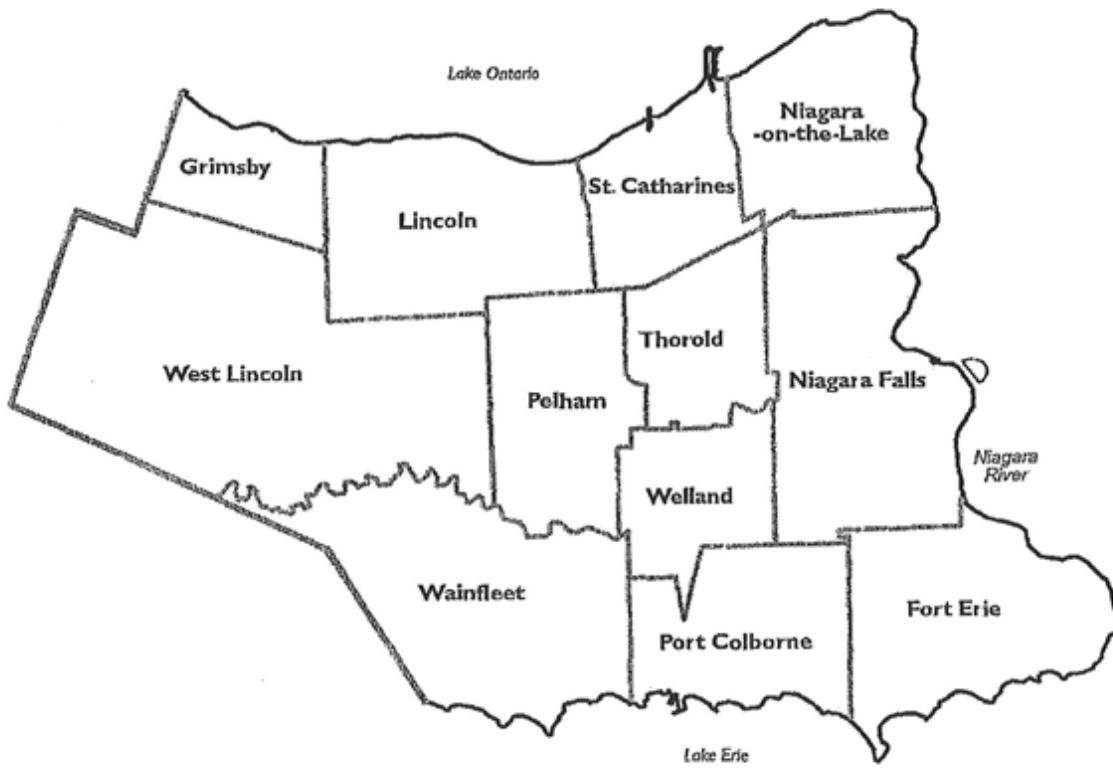 Lake Ontario
Niagara
-on-the-Lake
Grimsby
St. Catharines
Lincoln
Thorold
West Lincoln
Niagara Falls
Pelham
Niagara
River
Welland
Wainfleet
Fort Erie
Port Colborne
Lake Erie